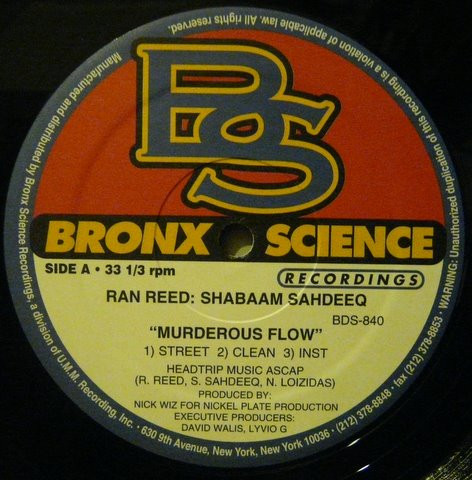 BS
BRONX SCIENCE
RECORDINGS
SIDE A • 33 1/3 rpm
RAN REED: SHABAAM SAHDEEQ
BDS-840
“MURDEROUS FLOW”
1) STREET 2) CLEAN 3) INST
HEADTRIP MUSIC ASCAP
(R. REED, S. SAHDEEQ, N. LOIZIDAS)
PRODUCED BY:
NICK WIZ FOR NICKEL PLATE PRODUCTION
EXECUTIVE PRODUCERS:
DAVID WALIS, LYVIO G
Manufactured and distributed by Bronx Science Recordings, a division of U.M.M. Recording, Inc. • 630 9th Avenue, New York, New York 10036 • (212) 378-8848 • fax (212) 378-8853 • WARNING: Unauthorized duplication of this recording is a violation of applicable law. All rights reserved.